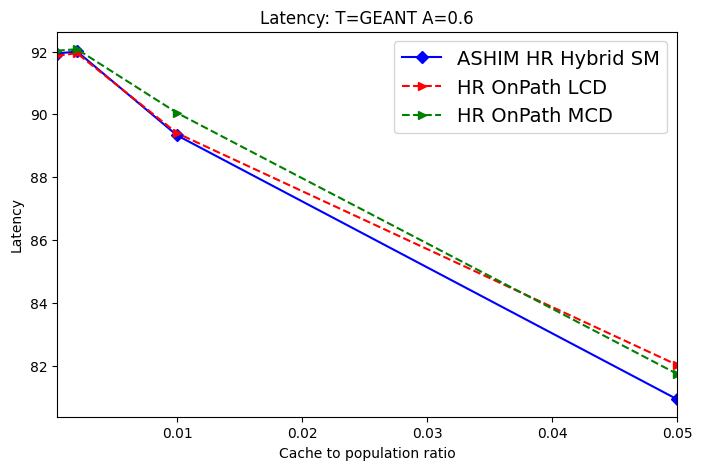 Latency: T=GEANT A=0.6
ASHIM HR Hybrid SM
HR OnPath LCD
HR OnPath MCD
Latency
92
90
88
86
84
82
0.01 0.02 0.03 0.04 0.05
Cache to population ratio